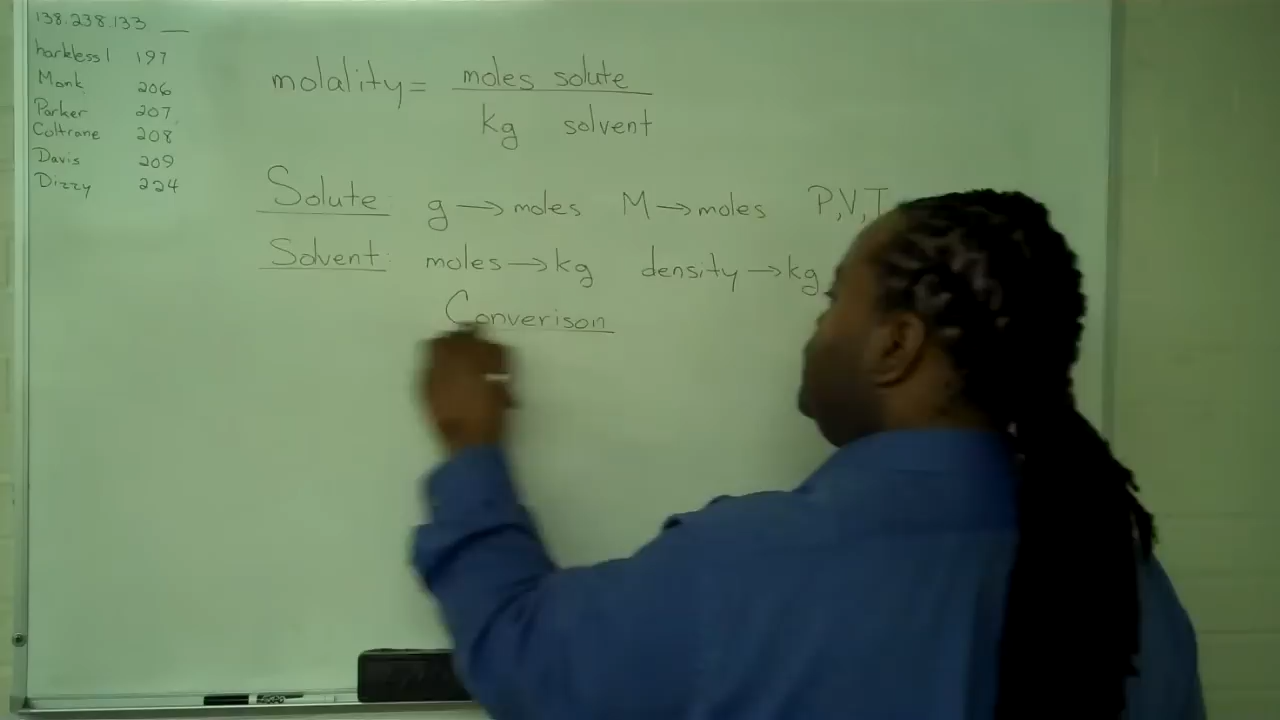 138.238.133 __
harkless1 197
Monk 206
Parker 207
Coltrane 208
Davis 209
Dizzy 224
molality = moles solute
kg solvent
Solute: g → moles M → moles P,V,T
Solvent: moles → kg density → kg
Converison